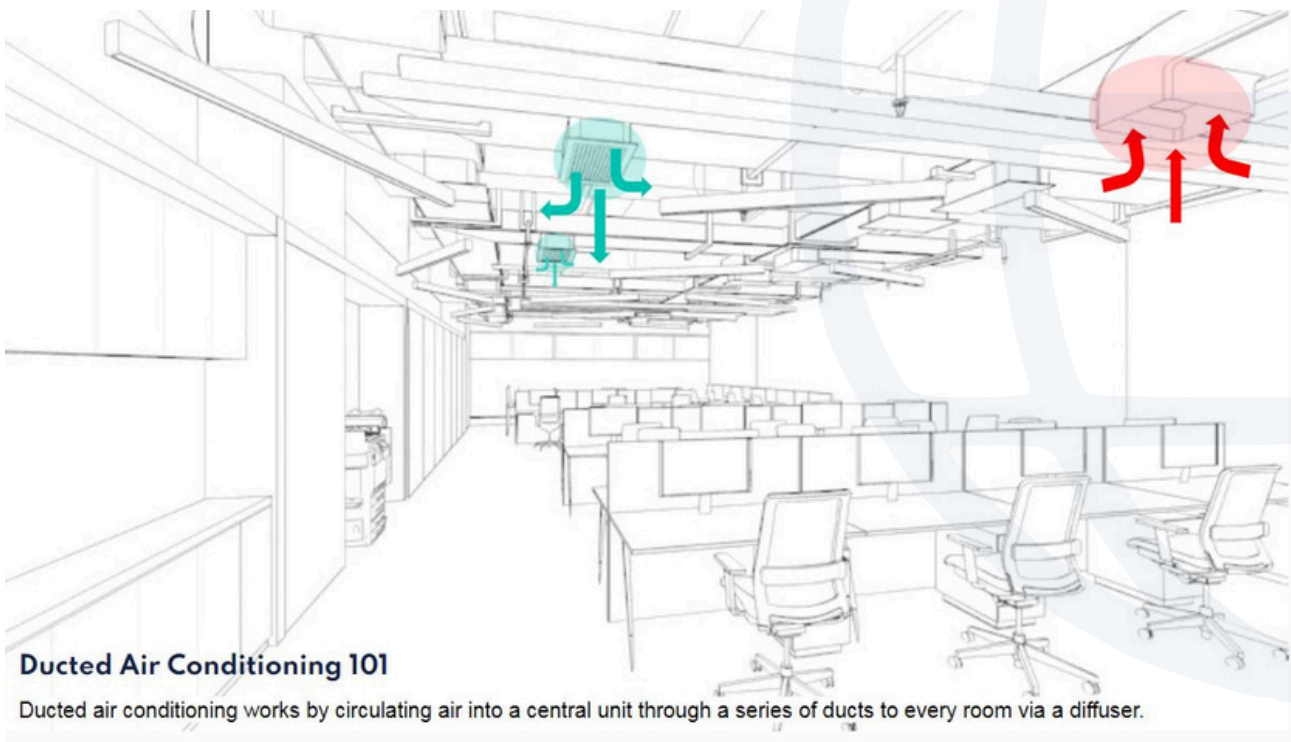 Ducted Air Conditioning 101
Ducted air conditioning works by circulating air into a central unit through a series of ducts to every room via a diffuser.